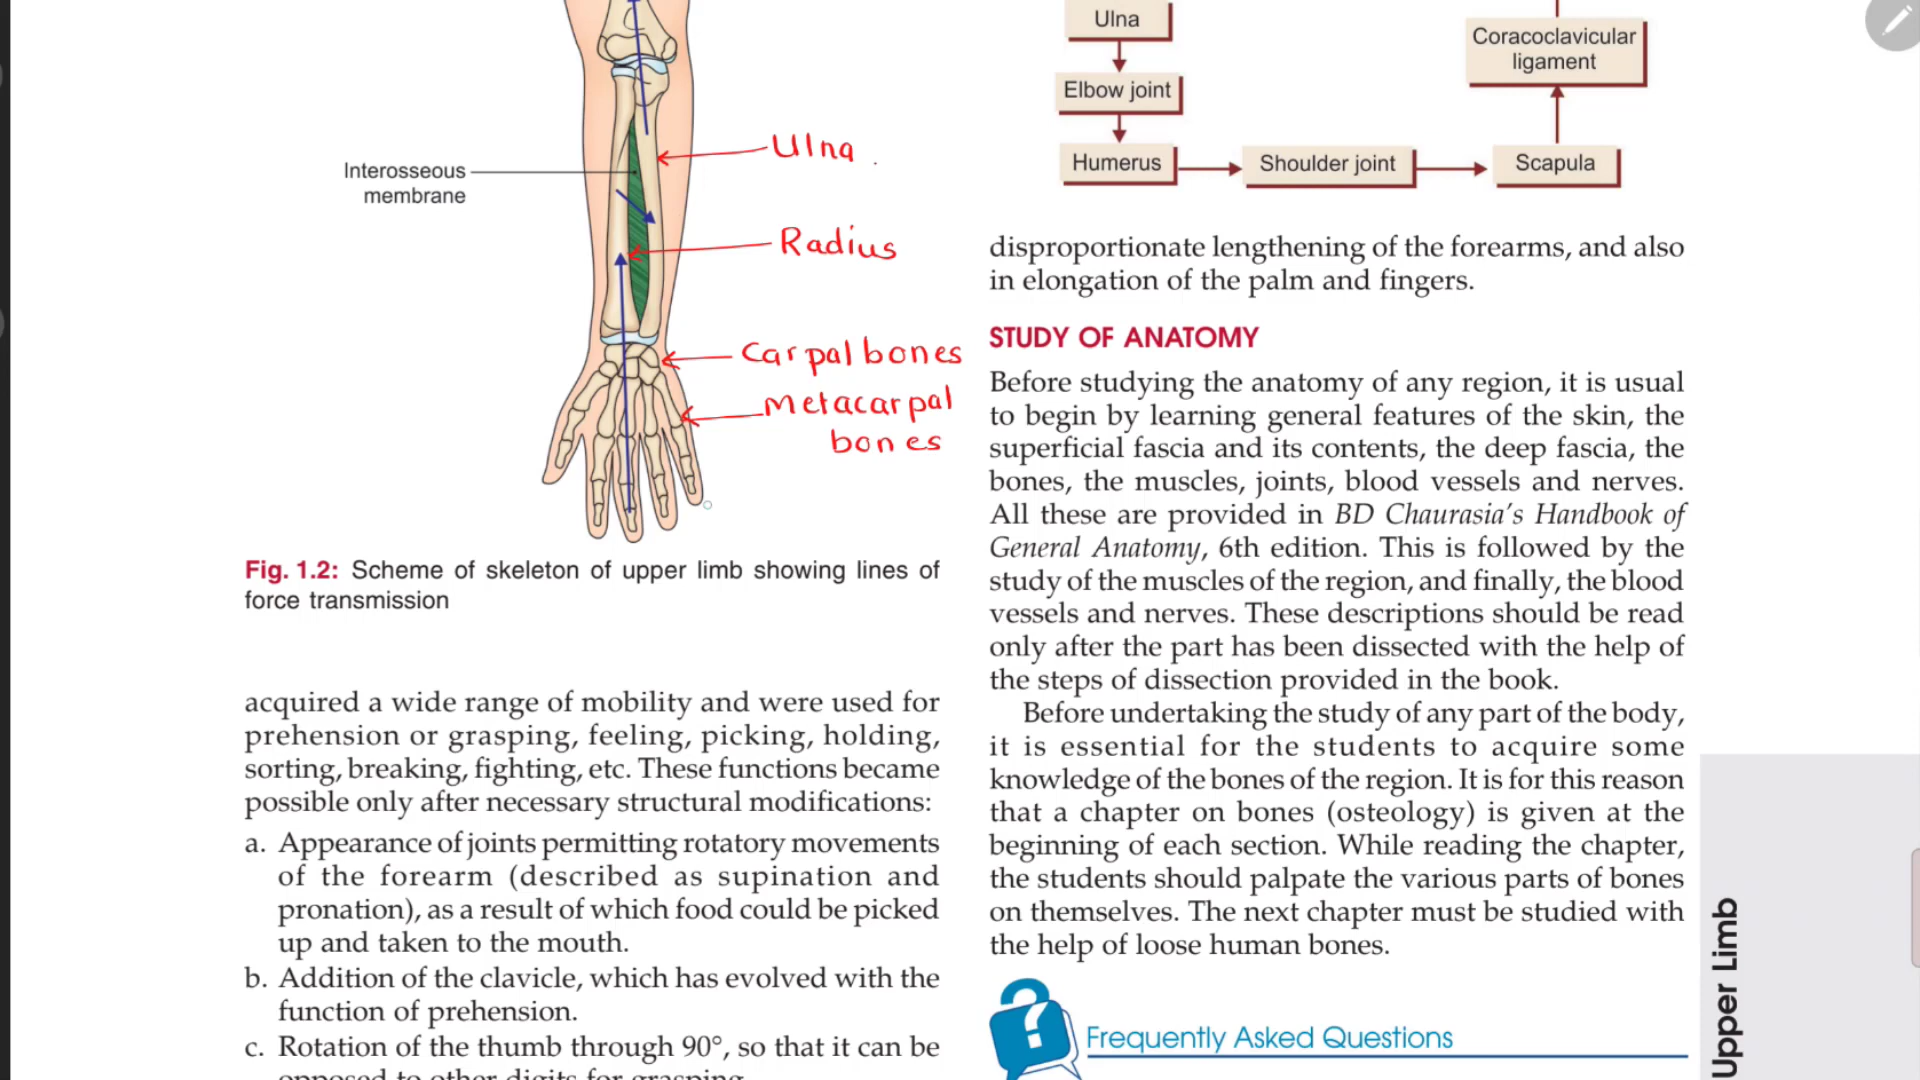 Interosseous
membrane
Ulna
Radius
Carpal bones
Metacarpal
bones
Fig. 1.2: Scheme of skeleton of upper limb showing lines of
force transmission
acquired a wide range of mobility and were used for
prehension or grasping, feeling, picking, holding,
sorting, breaking, fighting, etc. These functions became
possible only after necessary structural modifications:
a. Appearance of joints permitting rotatory movements
of the forearm (described as supination and
pronation), as a result of which food could be picked
up and taken to the mouth.
b. Addition of the clavicle, which has evolved with the
function of prehension.
c. Rotation of the thumb through 90°, so that it can be
opposed to other digits for grasping.
Ulna
Elbow joint
Humerus
Shoulder joint
Scapula
Coracoclavicular
ligament
disproportionate lengthening of the forearms, and also
in elongation of the palm and fingers.
STUDY OF ANATOMY
Before studying the anatomy of any region, it is usual
to begin by learning general features of the skin, the
superficial fascia and its contents, the deep fascia, the
bones, the muscles, joints, blood vessels and nerves.
All these are provided in BD Chaurasia's Handbook of
General Anatomy, 6th edition. This is followed by the
study of the muscles of the region, and finally, the blood
vessels and nerves. These descriptions should be read
only after the part has been dissected with the help of
the steps of dissection provided in the book.
Before undertaking the study of any part of the body,
it is essential for the students to acquire some
knowledge of the bones of the region. It is for this reason
that a chapter on bones (osteology) is given at the
beginning of each section. While reading the chapter,
the students should palpate the various parts of bones
on themselves. The next chapter must be studied with
the help of loose human bones.
?
Frequently Asked Questions
Upper Limb